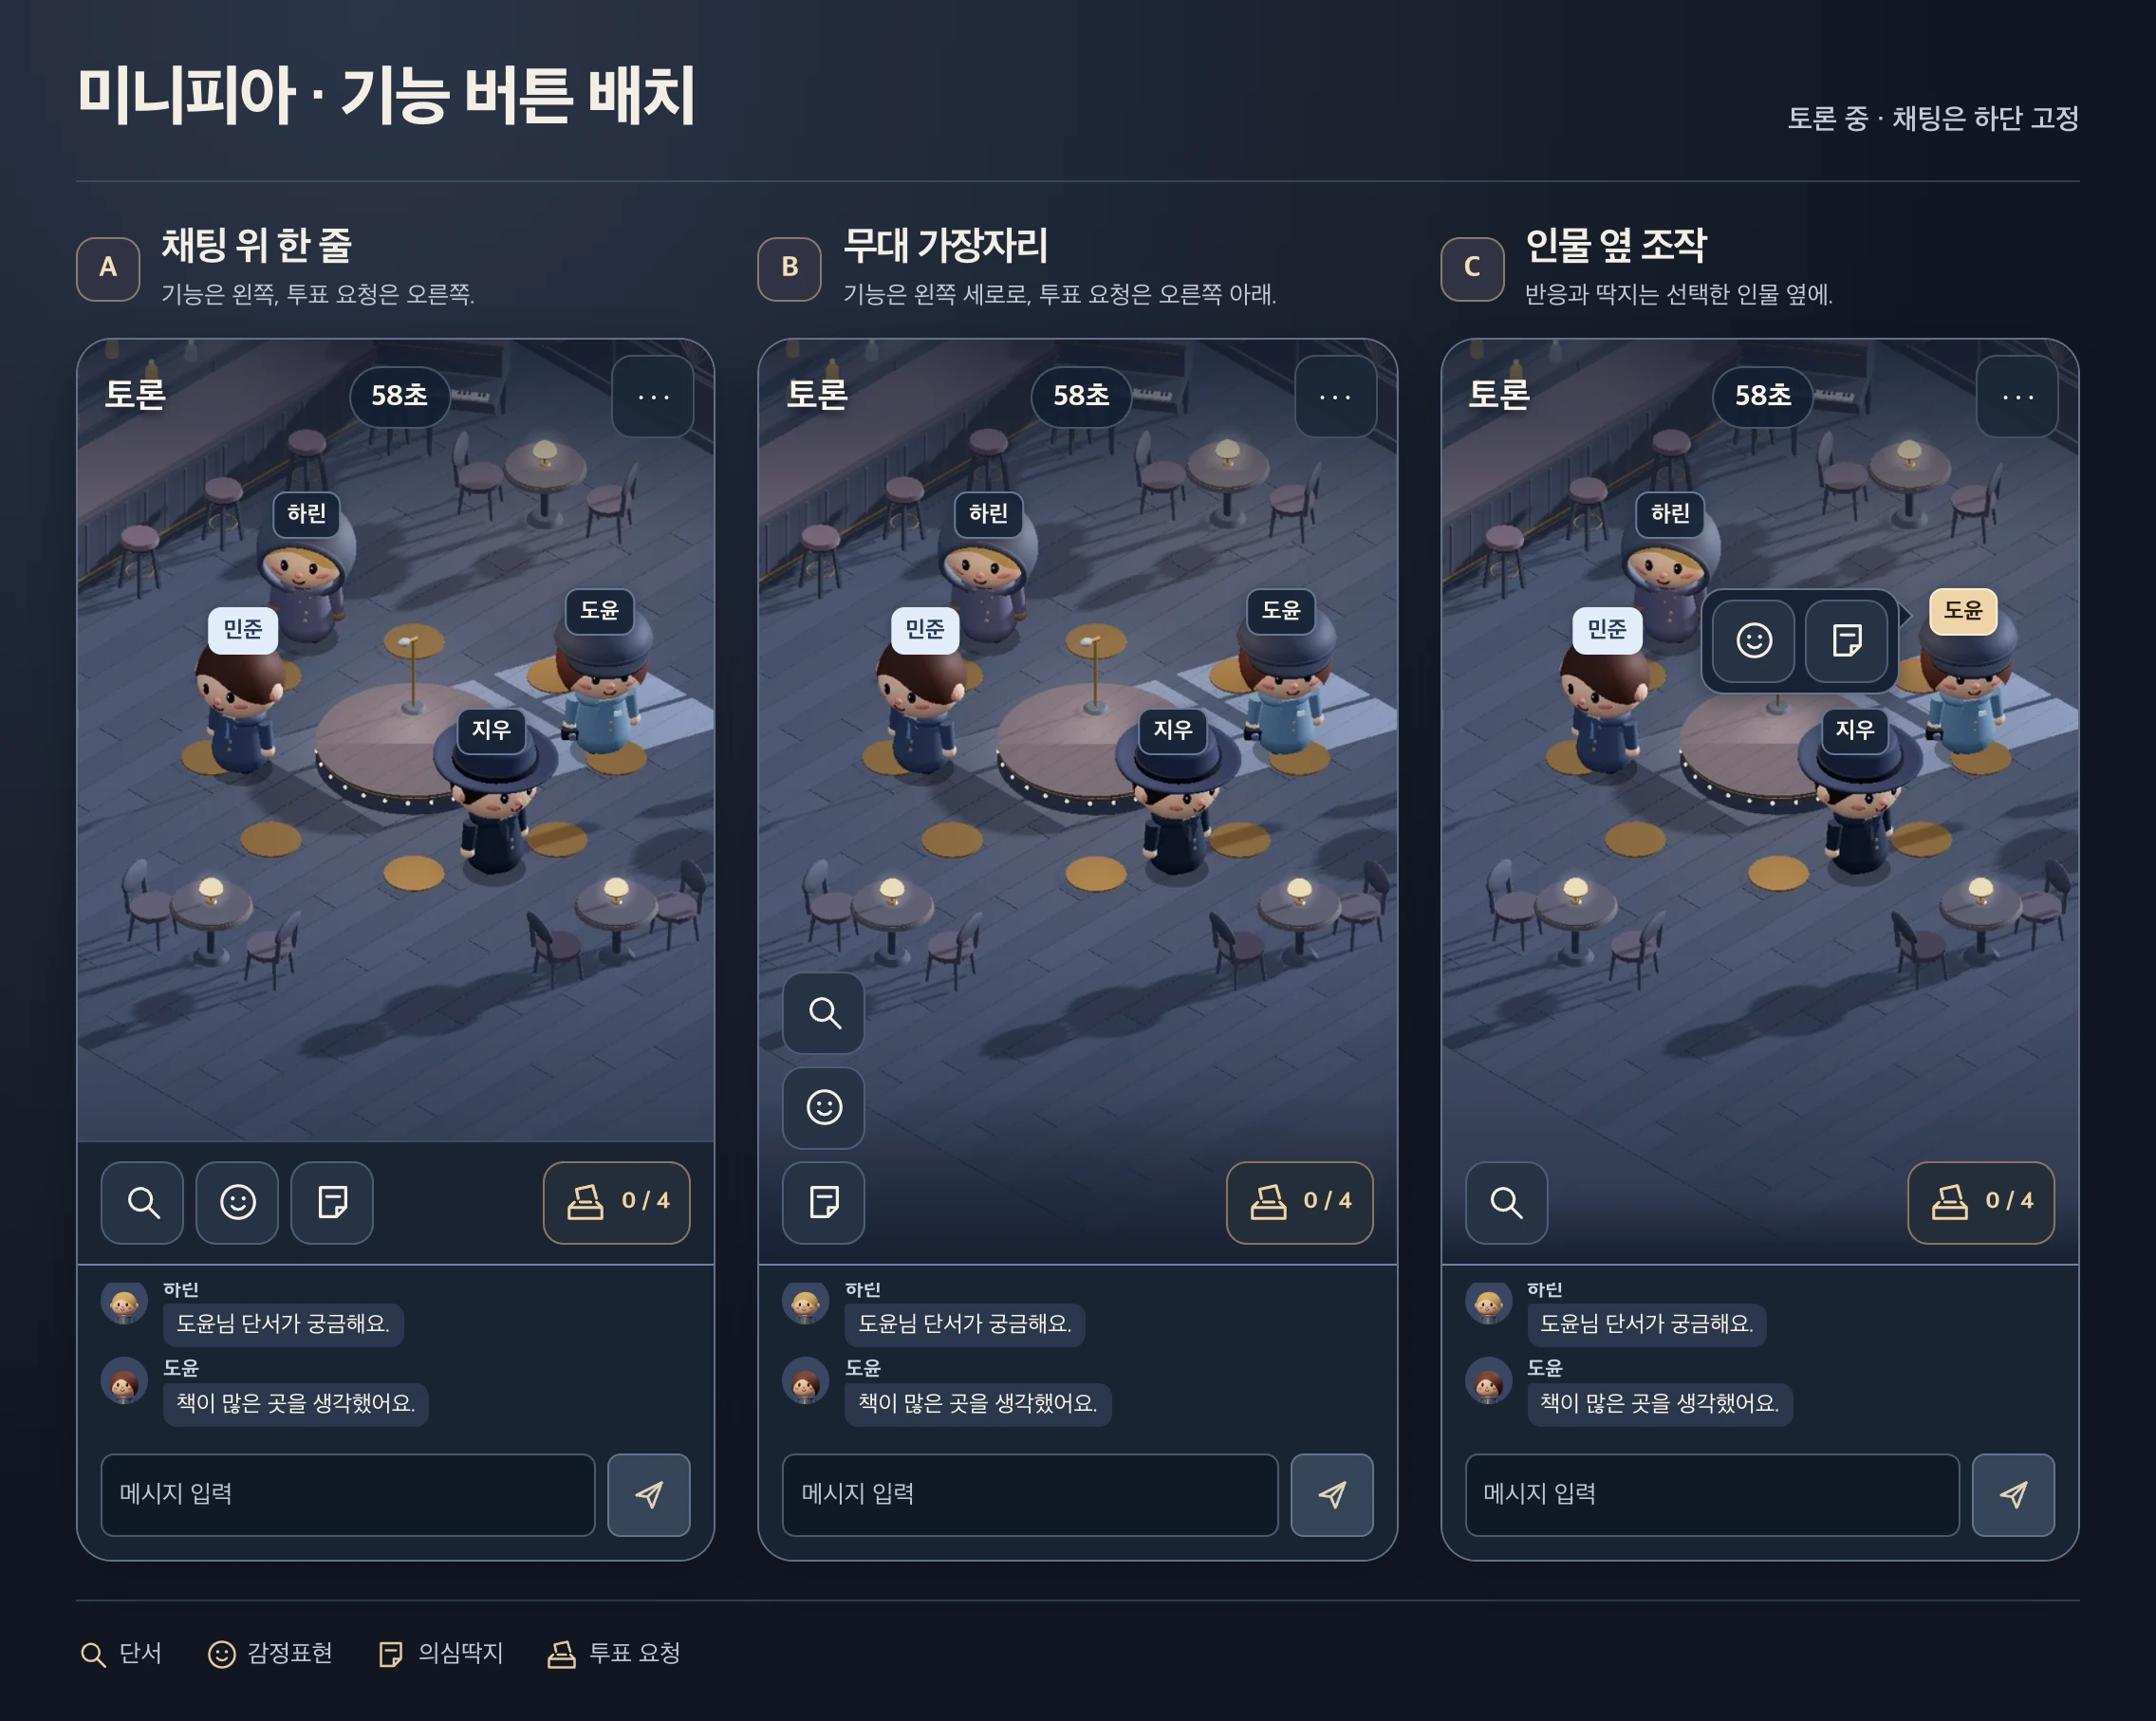 미니피아 · 기능 버튼 배치
토론 중 · 채팅은 하단 고정
A
채팅 위 한 줄
기능은 왼쪽, 투표 요청은 오른쪽.
토론
58초
...
하린
민준
도윤
지우
0 / 4
하린
도윤님 단서가 궁금해요.
도윤
책이 많은 곳을 생각했어요.
메시지 입력
B
무대 가장자리
기능은 왼쪽 세로로, 투표 요청은 오른쪽 아래.
토론
58초
...
하린
민준
도윤
지우
0 / 4
하린
도윤님 단서가 궁금해요.
도윤
책이 많은 곳을 생각했어요.
메시지 입력
C
인물 옆 조작
반응과 딱지는 선택한 인물 옆에.
토론
58초
...
하린
민준
도윤
지우
0 / 4
하린
도윤님 단서가 궁금해요.
도윤
책이 많은 곳을 생각했어요.
메시지 입력
단서
감정표현
의심딱지
투표 요청